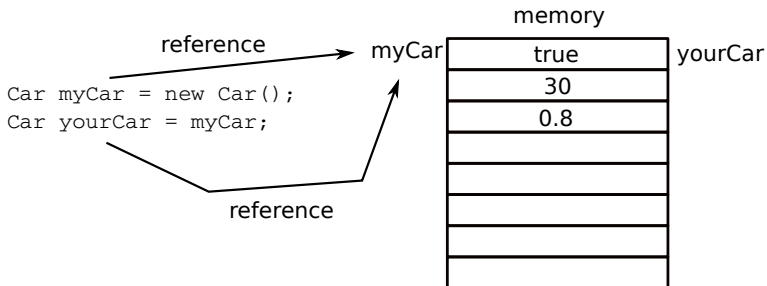 memory
reference
myCar
true
yourCar
30
Car myCar = new Car();
0.8
Car yourCar = myCar;
reference